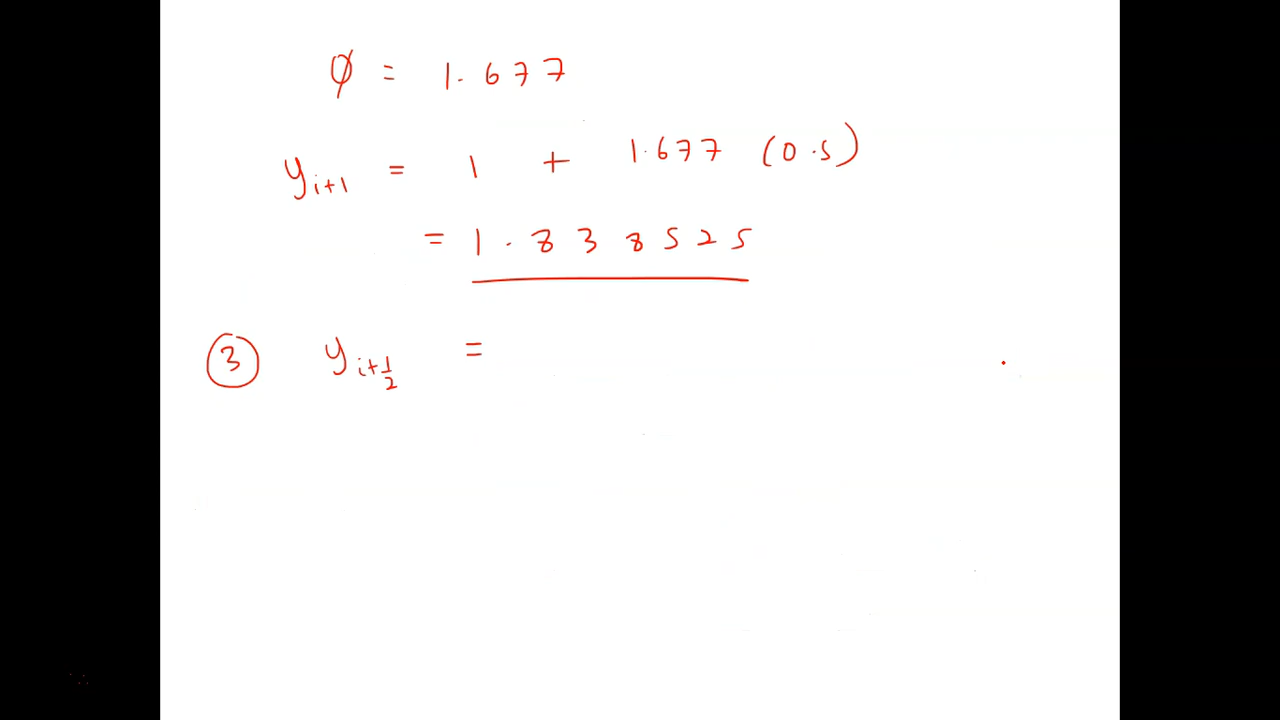 φ = 1.677
y_{i+1} = 1 + 1.677 (0.5)
= 1.838525
③ y_{i+1/2} =